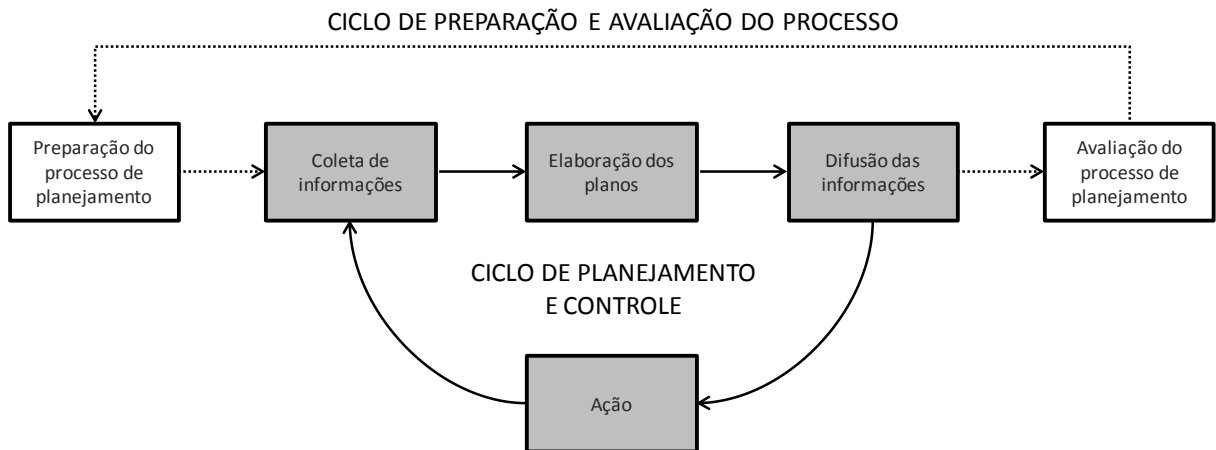 CICLO DE PREPARAÇÃO E AVALIAÇÃO DO PROCESSO
Preparação do
processo de
planejamento
Coleta de
informações
Elaboração dos
planos
Difusão das
informações
Avaliação do
processo de
planejamento
CICLO DE PLANEJAMENTO
E CONTROLE
Ação